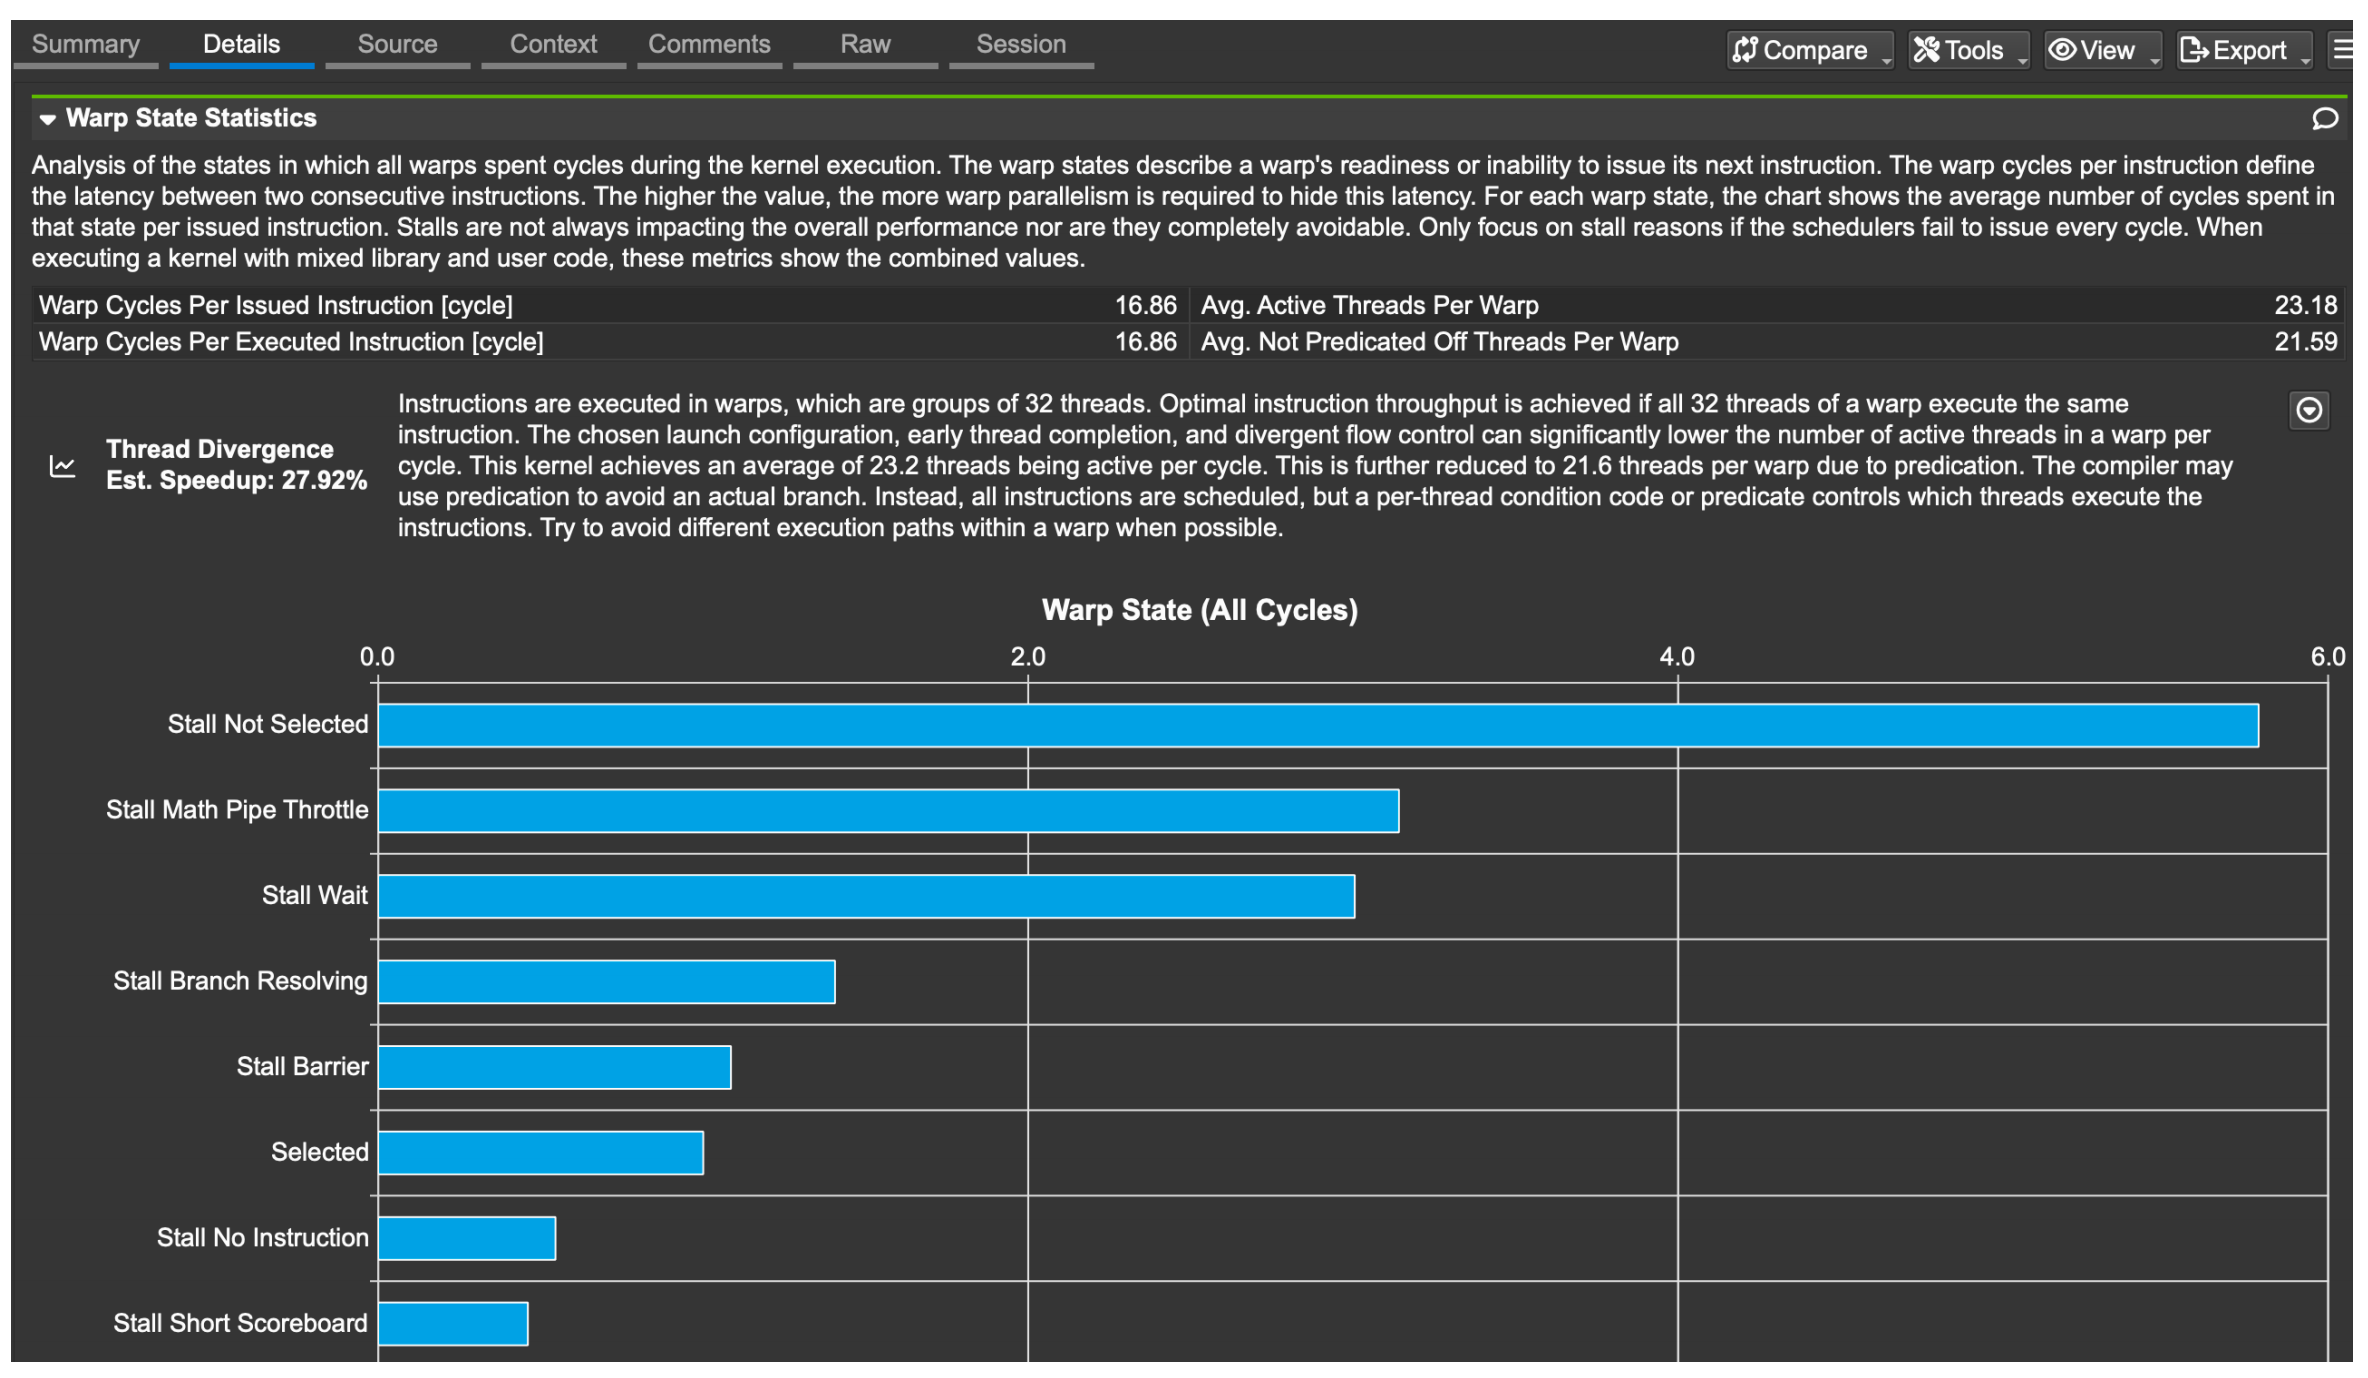 Summary Details Source Context Comments Raw Session Compare Tools View Export
Warp State Statistics
Analysis of the states in which all warps spent cycles during the kernel execution. The warp states describe a warp's readiness or inability to issue its next instruction. The warp cycles per instruction define
the latency between two consecutive instructions. The higher the value, the more warp parallelism is required to hide this latency. For each warp state, the chart shows the average number of cycles spent in
that state per issued instruction. Stalls are not always impacting the overall performance nor are they completely avoidable. Only focus on stall reasons if the schedulers fail to issue every cycle. When
executing a kernel with mixed library and user code, these metrics show the combined values.
Warp Cycles Per Issued Instruction [cycle] 16.86 Avg. Active Threads Per Warp 23.18
Warp Cycles Per Executed Instruction [cycle] 16.86 Avg. Not Predicated Off Threads Per Warp 21.59
Thread Divergence
Est. Speedup: 27.92%
Instructions are executed in warps, which are groups of 32 threads. Optimal instruction throughput is achieved if all 32 threads of a warp execute the same
instruction. The chosen launch configuration, early thread completion, and divergent flow control can significantly lower the number of active threads in a warp per
cycle. This kernel achieves an average of 23.2 threads being active per cycle. This is further reduced to 21.6 threads per warp due to predication. The compiler may
use predication to avoid an actual branch. Instead, all instructions are scheduled, but a per-thread condition code or predicate controls which threads execute the
instructions. Try to avoid different execution paths within a warp when possible.
Warp State (All Cycles)
0.0 2.0 4.0 6.0
Stall Not Selected
Stall Math Pipe Throttle
Stall Wait
Stall Branch Resolving
Stall Barrier
Selected
Stall No Instruction
Stall Short Scoreboard